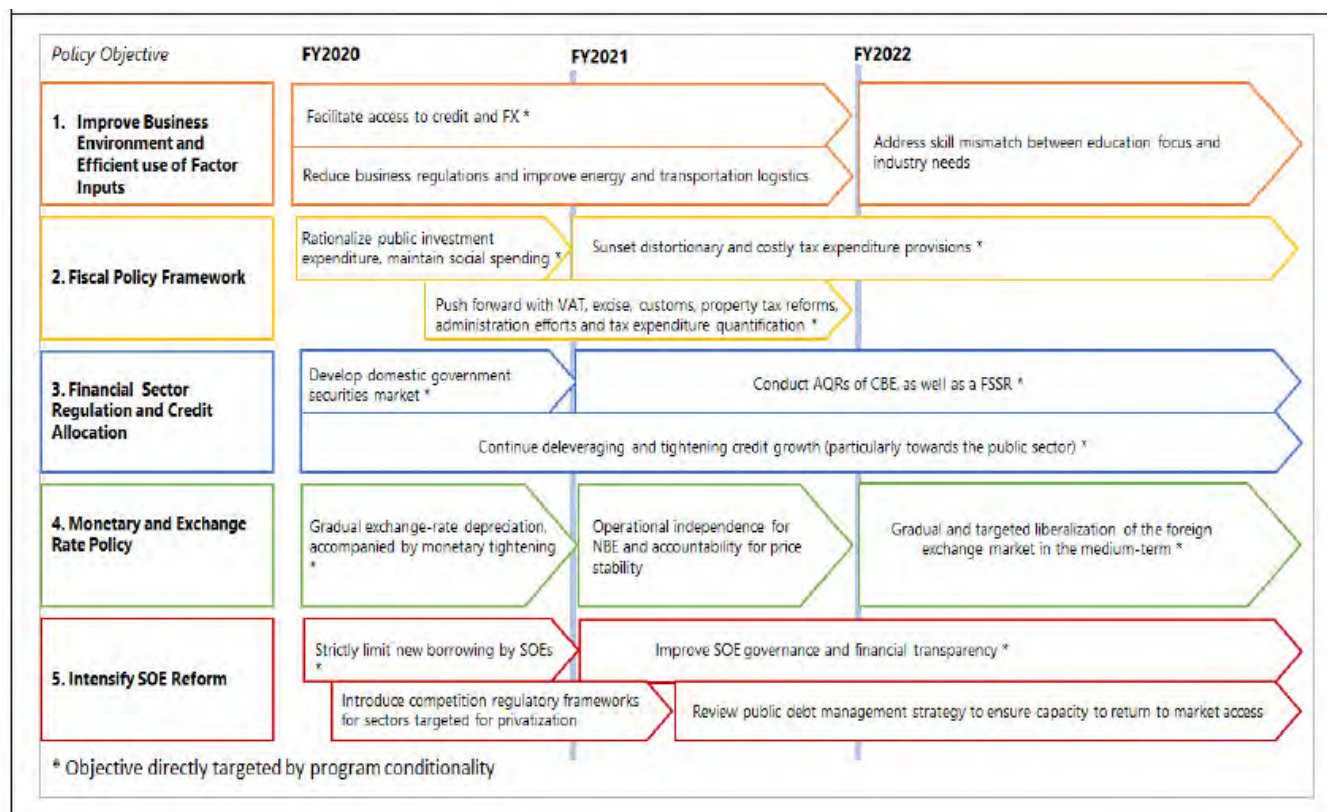 Policy Objective
FY2020
FY2021
FY2022
1. Improve Business
Environment and
Efficient use of Factor
Inputs
Facilitate access to credit and FX *
Reduce business regulations and improve energy and transportation logistics
Address skill mismatch between education focus and
industry needs
2. Fiscal Policy Framework
Rationalize public investment
expenditure, maintain social spending *
Sunset distortionary and costly tax expenditure provisions *
Push forward with VAT, excise, customs, property tax reforms,
administration efforts and tax expenditure quantification *
3. Financial Sector
Regulation and Credit
Allocation
Develop domestic government
securities market *
Conduct AQRs of CBE, as well as a FSSR *
Continue deleveraging and tightening credit growth (particularly towards the public sector) *
4. Monetary and Exchange
Rate Policy
Gradual exchange-rate depreciation,
accompanied by monetary tightening
*
Operational independence for
NBE and accountability for price
stability
Gradual and targeted liberalization of the foreign
exchange market in the medium-term *
5. Intensify SOE Reform
Strictly limit new borrowing by SOEs
*
Improve SOE governance and financial transparency *
Introduce competition regulatory frameworks
for sectors targeted for privatization
Review public debt management strategy to ensure capacity to return to market access
* Objective directly targeted by program conditionality